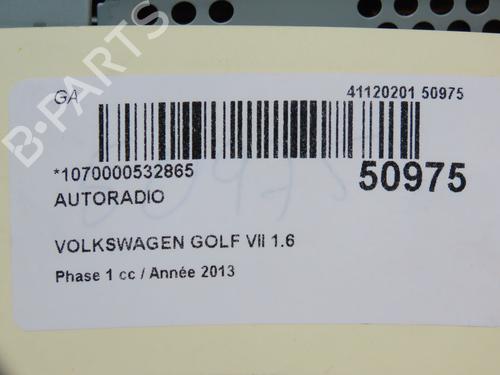 GA
41120201 50975
*1070000532865
50975
AUTORADIO
VOLKSWAGEN GOLF VII 1.6
Phase 1 cc / Année 2013
B-PARTS